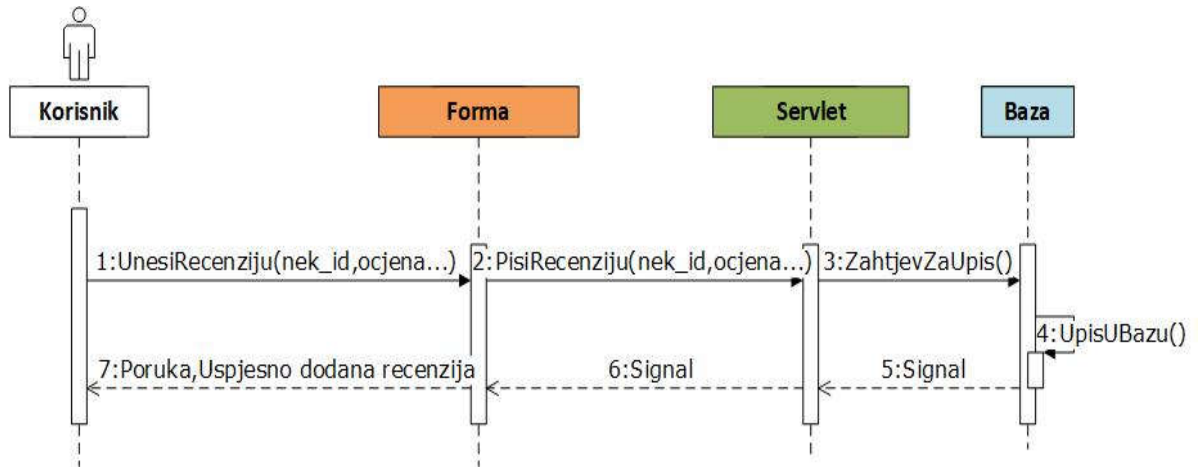 Korisnik
Forma
Servlet
Baza
1:UnesiRecenziju(nek_id,ocjena...)
2:PisiRecenziju(nek_id,ocjena...)
3:ZahtjevZaUpis()
4:UpisUBazu()
7:Poruka,Uspjesno dodana recenzija
6:Signal
5:Signal